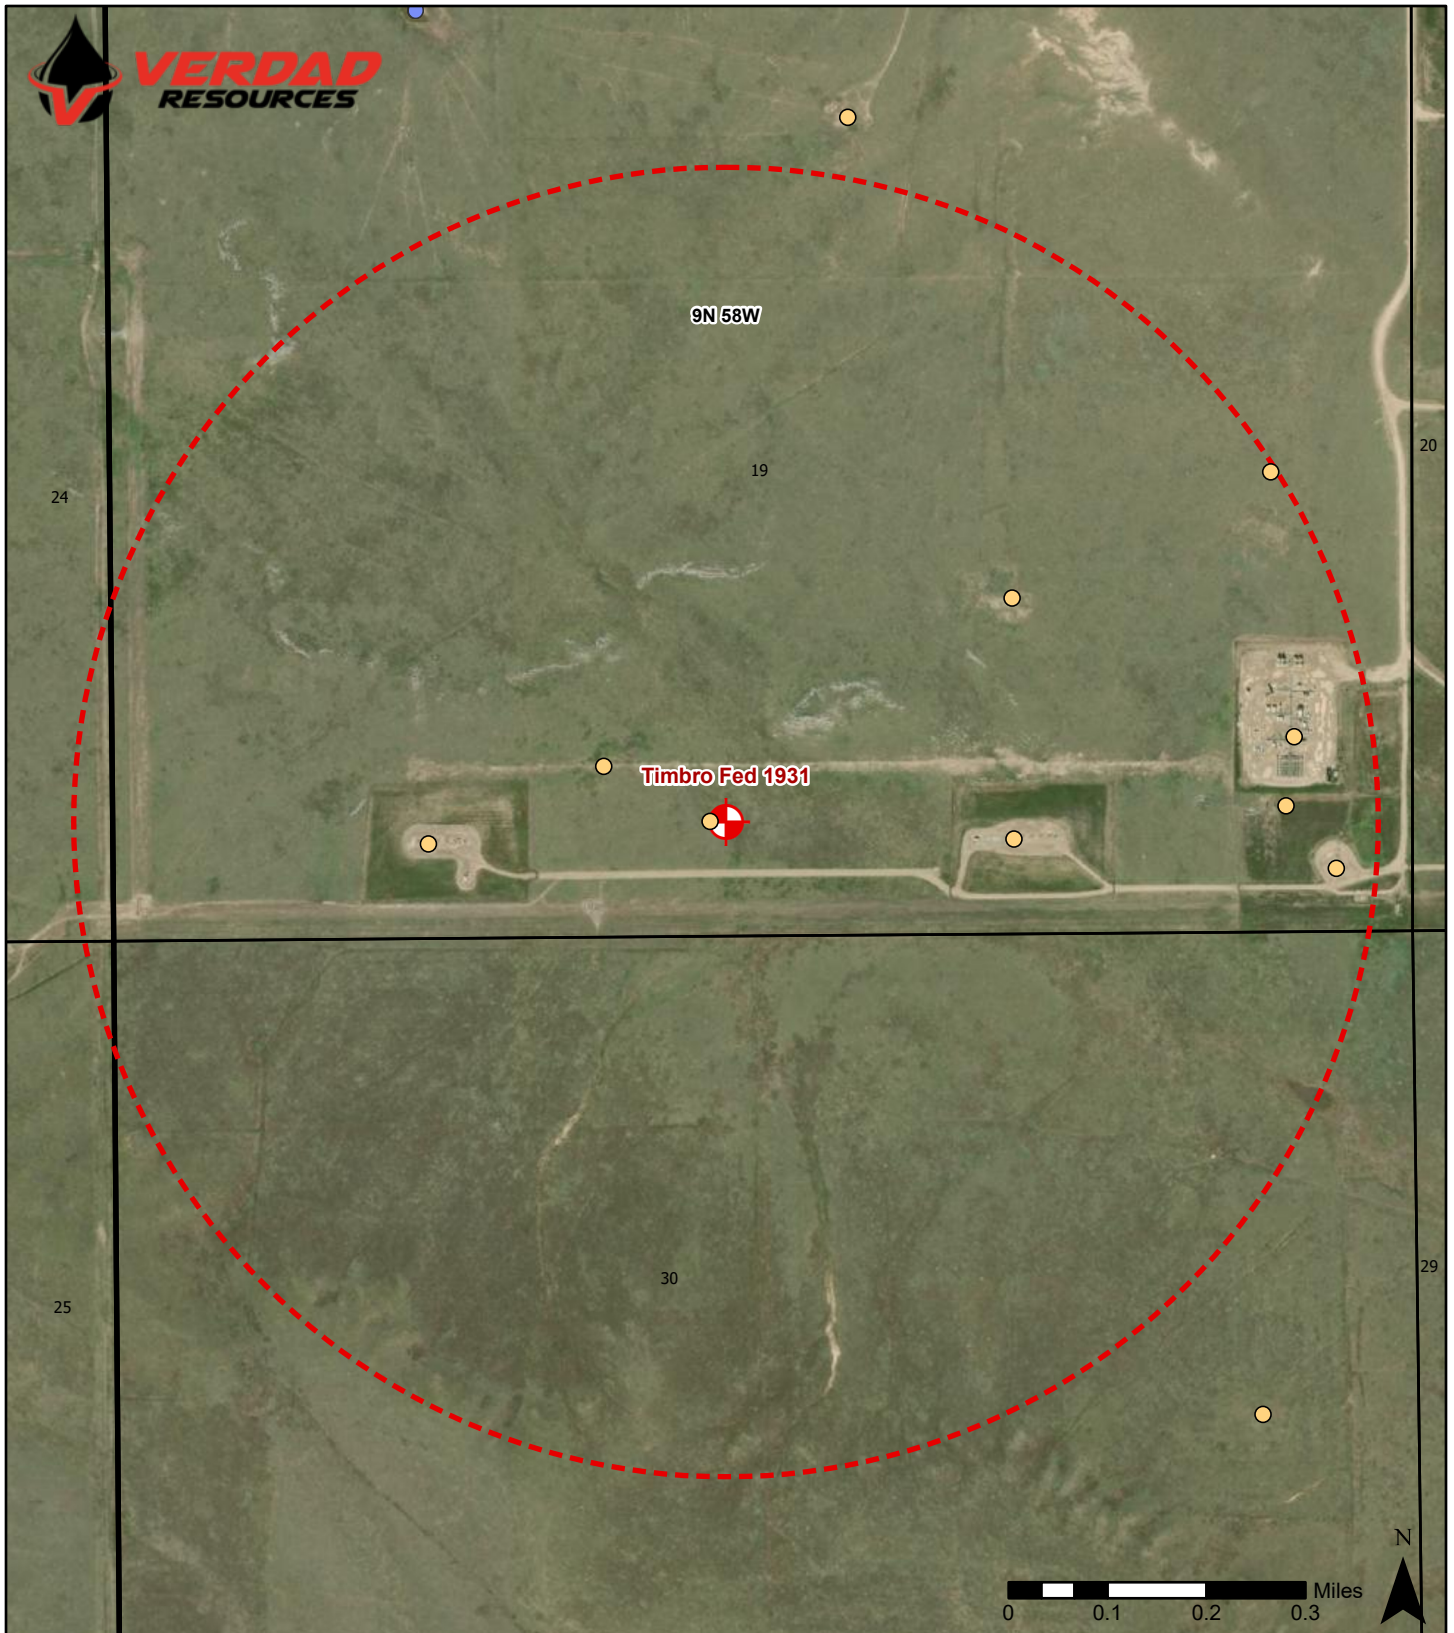 VERDAD
RESOURCES
9N 58W
19
20
24
Timbro Fed 1931
30
29
25
N
Miles
0 0.1 0.2 0.3